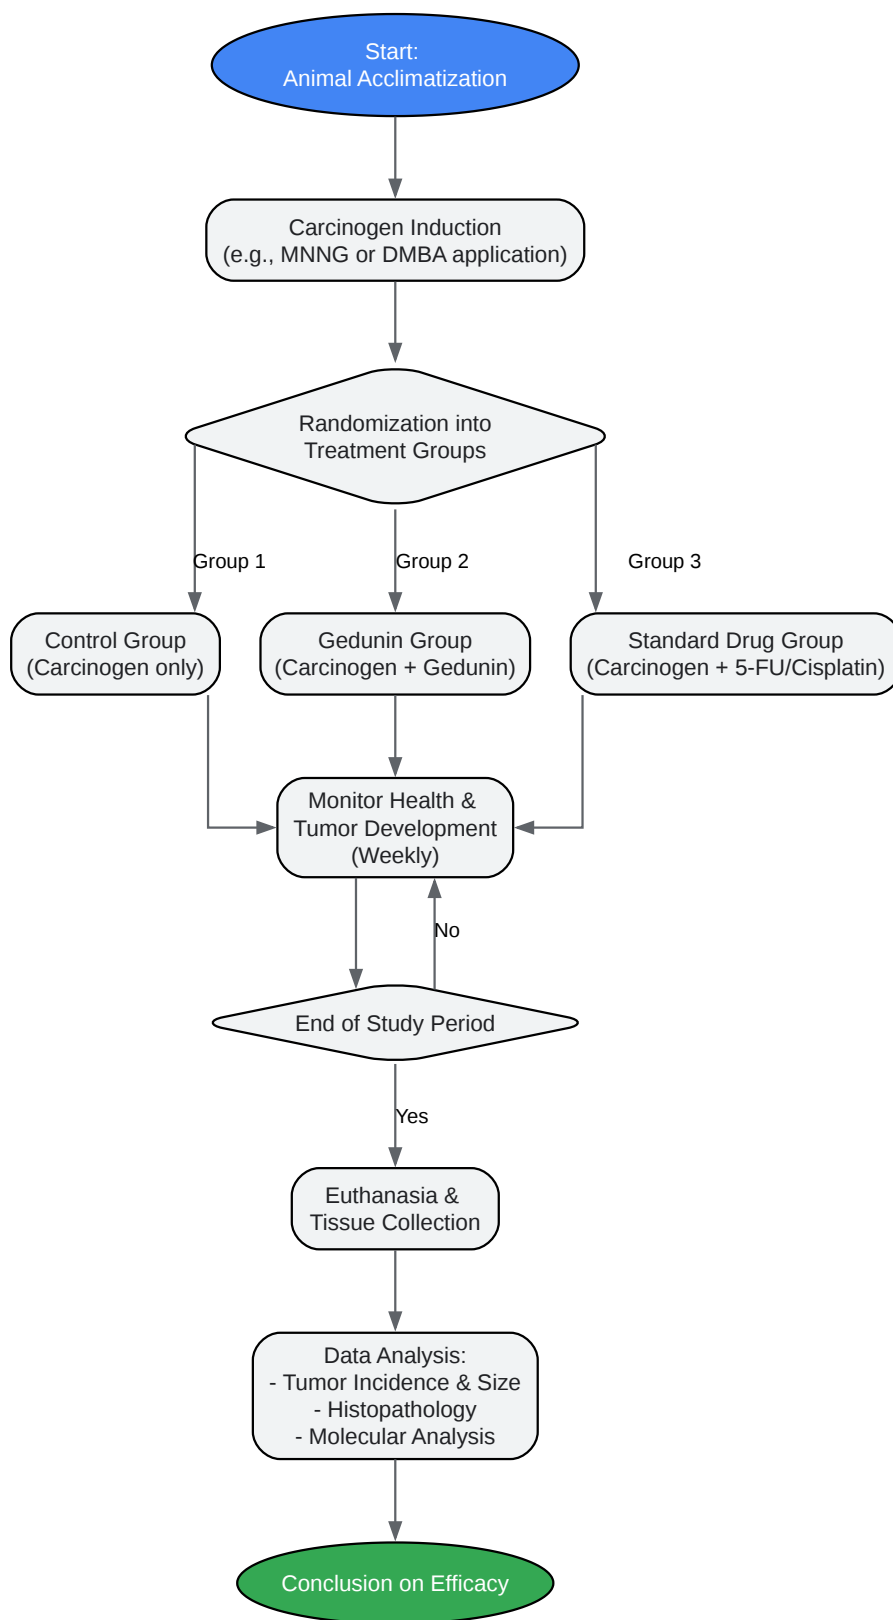 Start:
Animal Acclimatization
Carcinogen Induction
(e.g., MNNG or DMBA application)
Randomization into
Treatment Groups
Group 1
Group 2
Group 3
Control Group
(Carcinogen only)
Gedunin Group
(Carcinogen + Gedunin)
Standard Drug Group
(Carcinogen + 5-FU/Cisplatin)
Monitor Health &
Tumor Development
(Weekly)
No
End of Study Period
Yes
Euthanasia &
Tissue Collection
Data Analysis:
- Tumor Incidence & Size
- Histopathology
- Molecular Analysis
Conclusion on Efficacy